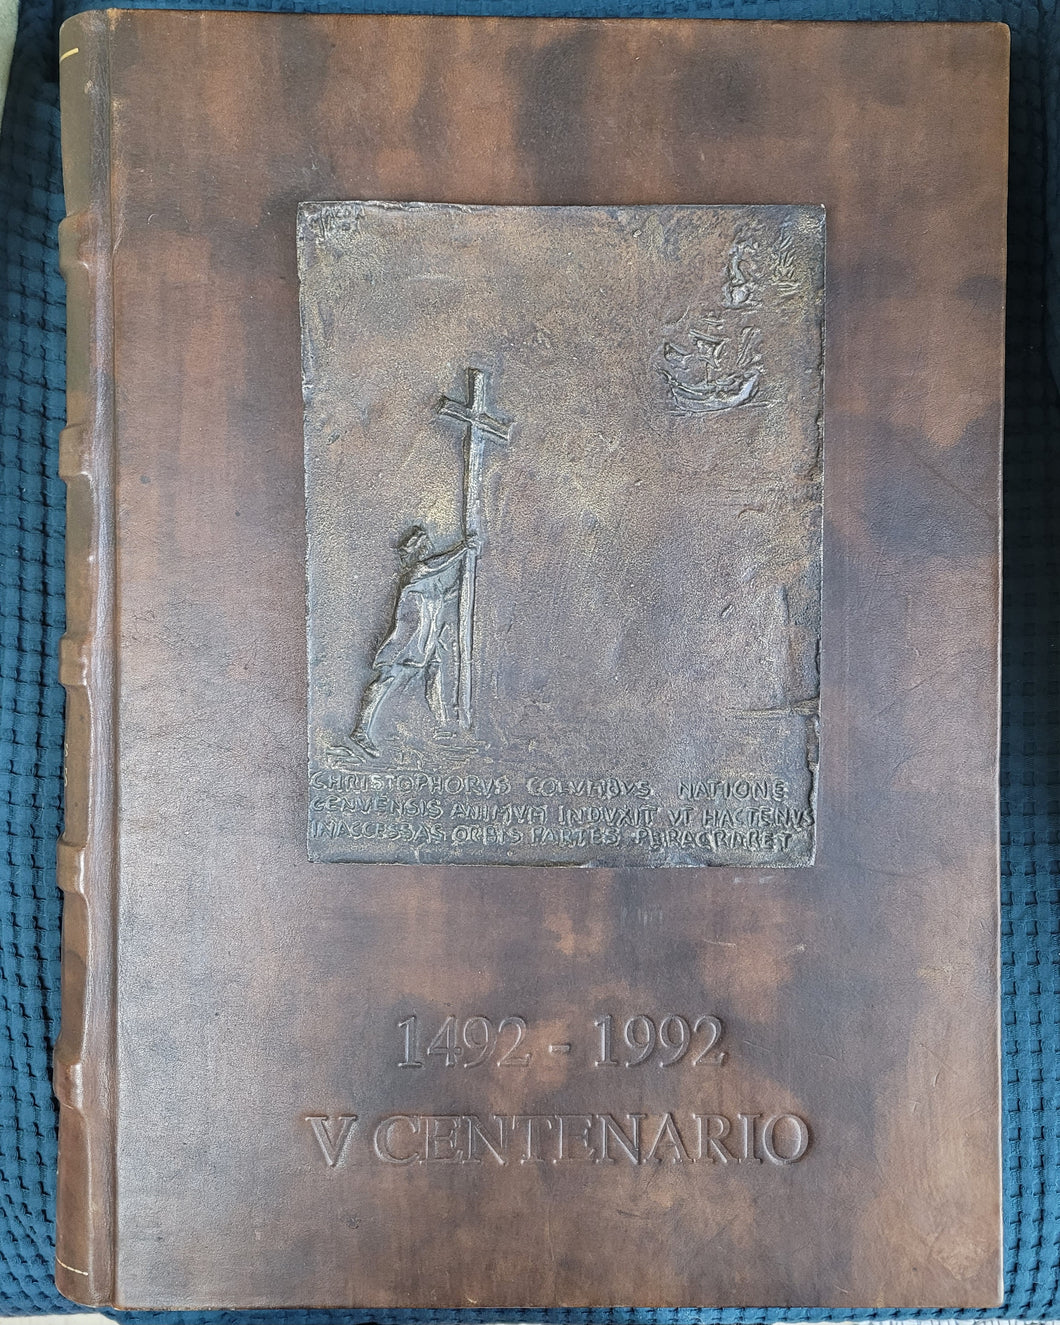 CHRISTOPHORVS COLVMBVS NATIONE
GENVENSIS ANIMVM INDVXIT VT HACTENVS
INACCESSAS ORBIS PARTES PERAGRARET
1492 - 1992
V CENTENARIO